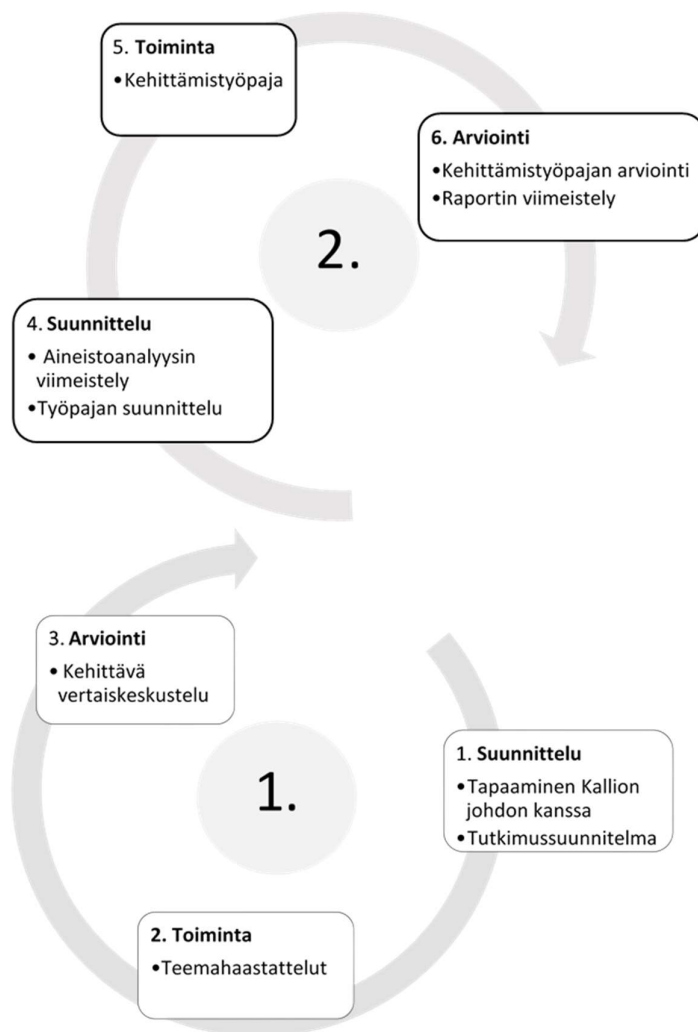 5. Toiminta
•Kehittämistyöpaja
6. Arviointi
•Kehittämistyöpajan arviointi
•Raportin viimeistely
2.
4. Suunnittelu
• Aineistoanalyysin
viimeistely
•Työpajan suunnittelu
3. Arviointi
• Kehittävä
vertaiskeskustelu
1.
1. Suunnittelu
•Tapaaminen Kallion
johdon kanssa
•Tutkimussuunnitelma
2. Toiminta
•Teemahaastattelut